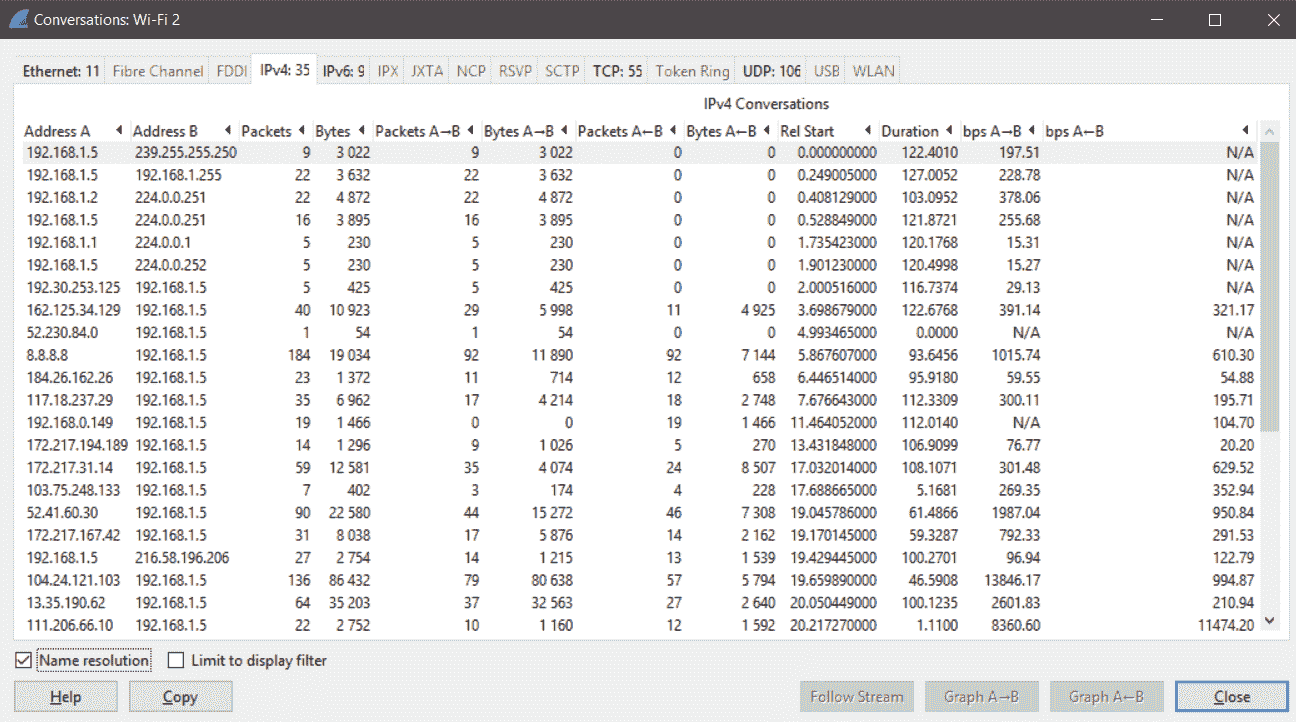 Conversations: Wi-Fi 2
Ethernet: 11 Fibre Channel FDDI IPv4: 35 IPv6: 9 IPX JXTA NCP RSVP SCTP TCP: 55 Token Ring UDP: 106 USB WLAN
IPv4 Conversations
Address A Address B Packets Bytes Packets A→B Bytes A→B Packets A←B Bytes A←B Rel Start Duration bps A→B bps A←B
192.168.1.5 239.255.255.250 9 3 022 9 3 022 0 0 0.000000000 122.4010 197.51 N/A
192.168.1.5 192.168.1.255 22 3 632 22 3 632 0 0 0.249005000 127.0052 228.78 N/A
192.168.1.2 224.0.0.251 22 4 872 22 4 872 0 0 0.408129000 103.0952 378.06 N/A
192.168.1.5 224.0.0.251 16 3 895 16 3 895 0 0 0.528849000 121.8721 255.68 N/A
192.168.1.1 224.0.0.1 5 230 5 230 0 0 1.735423000 120.1768 15.31 N/A
192.168.1.5 224.0.0.252 5 230 5 230 0 0 1.901230000 120.4998 15.27 N/A
192.30.253.125 192.168.1.5 5 425 5 425 0 0 2.000516000 116.7374 29.13 N/A
162.125.34.129 192.168.1.5 40 10 923 29 5 998 11 4 925 3.698679000 122.6768 391.14 321.17
52.230.84.0 192.168.1.5 1 54 1 54 0 0 4.993465000 0.0000 N/A N/A
8.8.8.8 192.168.1.5 184 19 034 92 11 890 92 7 144 5.867607000 93.6456 1015.74 610.30
184.26.162.26 192.168.1.5 23 1 372 11 714 12 658 6.446514000 95.9180 59.55 54.88
117.18.237.29 192.168.1.5 35 6 962 17 4 214 18 2 748 7.676643000 112.3309 300.11 195.71
192.168.0.149 192.168.1.5 19 1 466 0 0 19 1 466 11.464052000 112.0140 N/A 104.70
172.217.194.189 192.168.1.5 14 1 296 9 1 026 5 270 13.431848000 106.9099 76.77 20.20
172.217.31.14 192.168.1.5 59 12 581 35 4 074 24 8 507 17.032014000 108.1071 301.48 629.52
103.75.248.133 192.168.1.5 7 402 3 174 4 228 17.688665000 5.1681 269.35 352.94
52.41.60.30 192.168.1.5 90 22 580 44 15 272 46 7 308 19.045786000 61.4866 1987.04 950.84
172.217.167.42 192.168.1.5 31 8 038 17 5 876 14 2 162 19.170145000 59.3287 792.33 291.53
192.168.1.5 216.58.196.206 27 2 754 14 1 215 13 1 539 19.429445000 100.2701 96.94 122.79
104.24.121.103 192.168.1.5 136 86 432 79 80 638 57 5 794 19.659890000 46.5908 13846.17 994.87
13.35.190.62 192.168.1.5 64 35 203 37 32 563 27 2 640 20.050449000 100.1235 2601.83 210.94
111.206.66.10 192.168.1.5 22 2 752 10 1 160 12 1 592 20.217270000 1.1100 8360.60 11474.20
Name resolution Limit to display filter
Help Copy Follow Stream Graph A→B Graph A←B Close